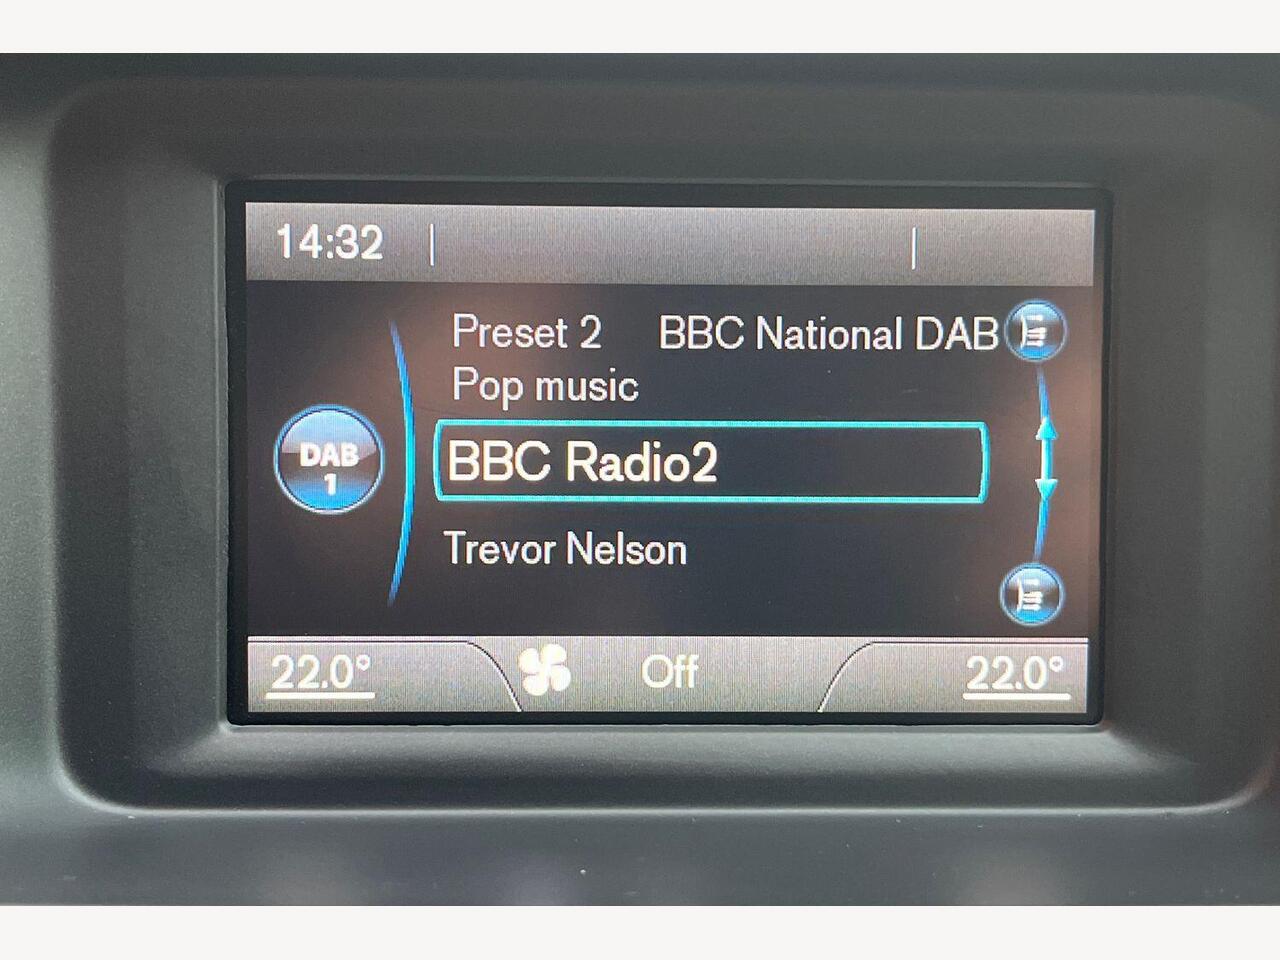 14:32
Preset 2 BBC National DAB
Pop music
DAB
1
BBC Radio2
Trevor Nelson
22.0° Off 22.0°